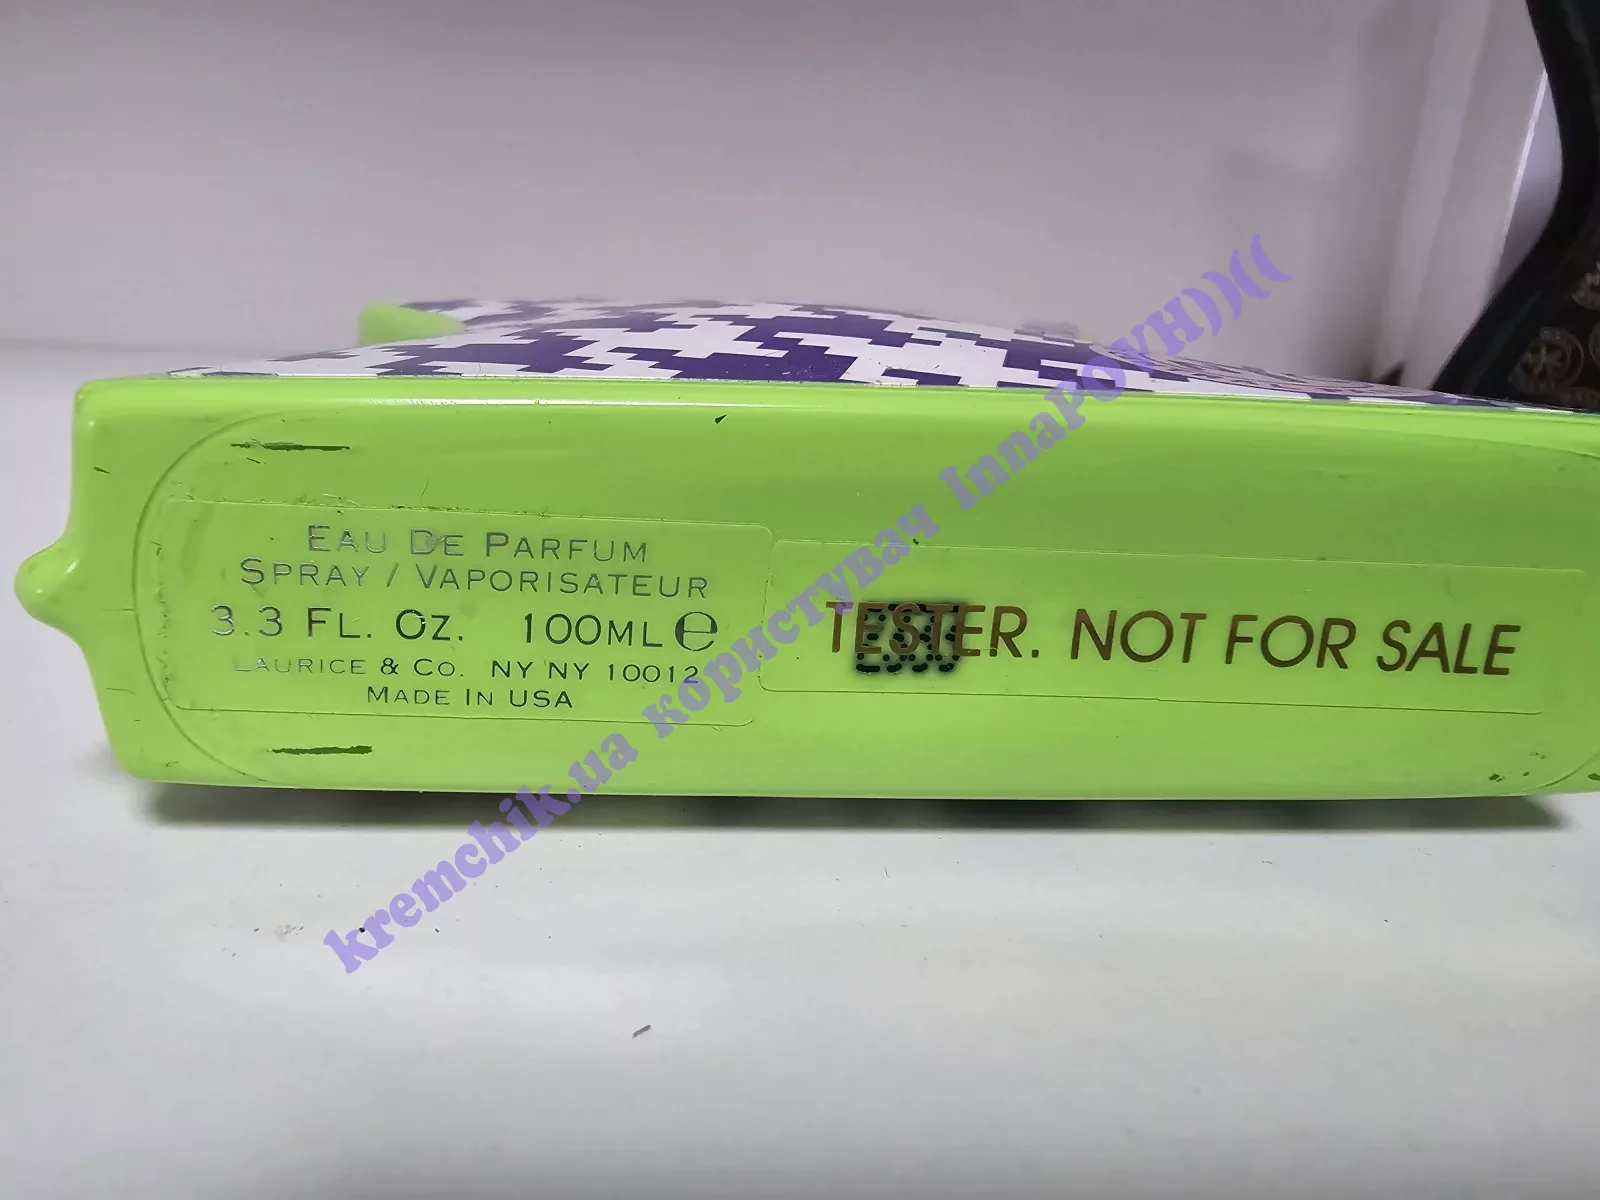 EAU DE PARFUM
SPRAY / VAPORISATEUR
3.3 FL. OZ. 100ML ℮
LAURICE & CO. NY NY 10012
MADE IN USA
TESTER. NOT FOR SALE
kremchik.ua користувач InnaPOVH))((